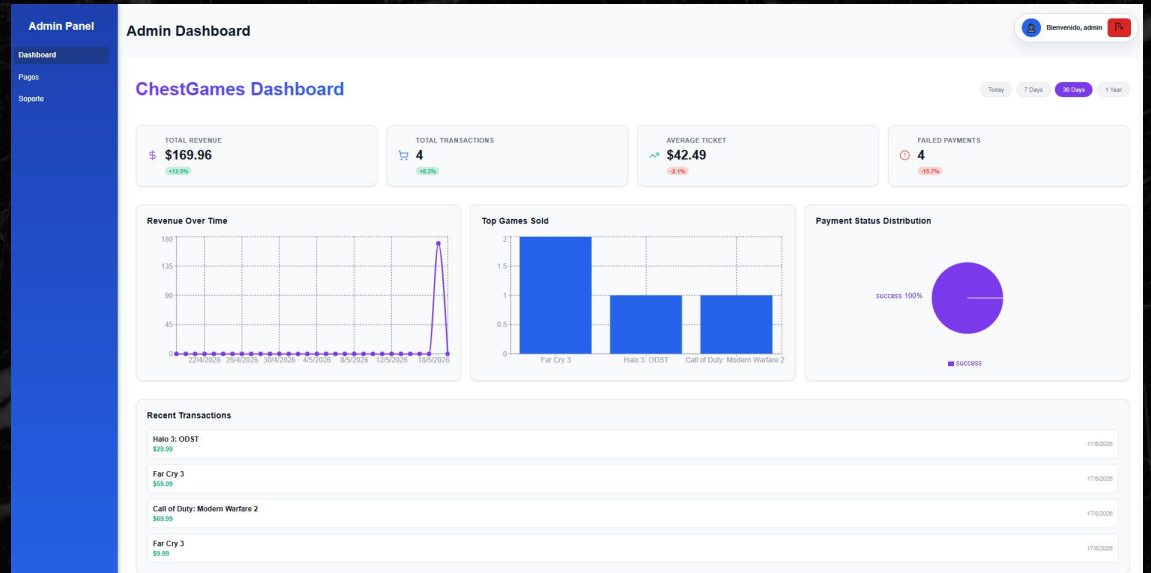 Admin Panel
Dashboard
Pagos
Soporte
Admin Dashboard
Bienvenido, admin
ChestGames Dashboard
Today
7 Days
30 Days
1 Year
TOTAL REVENUE
$169.96
+12.5%
TOTAL TRANSACTIONS
4
+8.3%
AVERAGE TICKET
$42.49
-2.1%
FAILED PAYMENTS
4
-15.7%
Revenue Over Time
180
135
90
45
0
22/4/2026 26/4/2026 30/4/2026 4/5/2026 8/5/2026 12/5/2026 18/5/2026
Top Games Sold
2
1.5
1
0.5
0
Far Cry 3 Halo 3: ODST Call of Duty: Modern Warfare 2
Payment Status Distribution
success 100%
success
Recent Transactions
Halo 3: ODST
$29.99
17/5/2026
Far Cry 3
$59.99
17/5/2026
Call of Duty: Modern Warfare 2
$69.99
17/5/2026
Far Cry 3
$9.99
17/5/2026